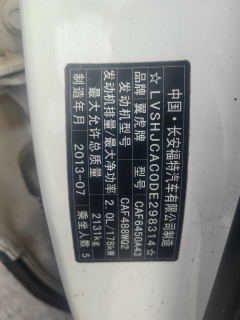 中国·长安福特汽车有限公司制造
☆LVSHJCAC0DE298314☆
品牌 翼虎牌 型号 CAF6450A43
发动机型号 CAF488WQ2
发动机排量/最大净功率 2.0L/178kW
最大允许总质量 2131kg
制造年月 2013-07 乘坐人数 5